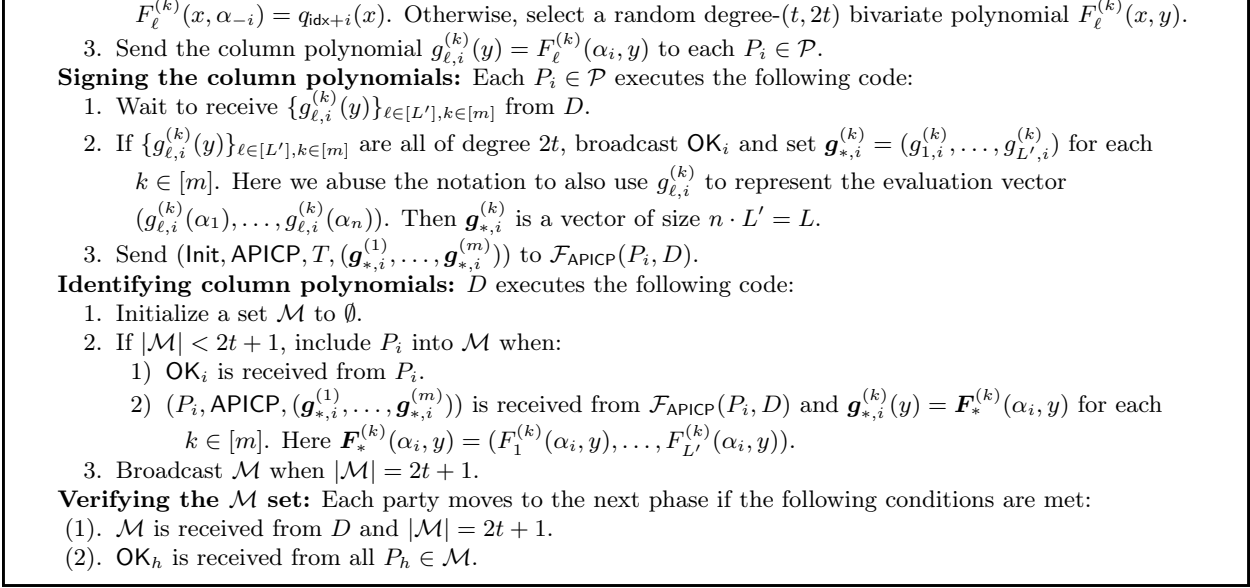 F_ℓ^{(k)}(x, α_{−i}) = q_{idx+i}(x). Otherwise, select a random degree-(t, 2t) bivariate polynomial F_ℓ^{(k)}(x, y).
3. Send the column polynomial g_{ℓ,i}^{(k)}(y) = F_ℓ^{(k)}(α_i, y) to each P_i ∈ 𝒫.
Signing the column polynomials: Each P_i ∈ 𝒫 executes the following code:
1. Wait to receive {g_{ℓ,i}^{(k)}(y)}_{ℓ∈[L′],k∈[m]} from D.
2. If {g_{ℓ,i}^{(k)}(y)}_{ℓ∈[L′],k∈[m]} are all of degree 2t, broadcast OK_i and set g_{∗,i}^{(k)} = (g_{1,i}^{(k)}, …, g_{L′,i}^{(k)}) for each
k ∈ [m]. Here we abuse the notation to also use g_{ℓ,i}^{(k)} to represent the evaluation vector
(g_{ℓ,i}^{(k)}(α_1), …, g_{ℓ,i}^{(k)}(α_n)). Then g_{∗,i}^{(k)} is a vector of size n · L′ = L.
3. Send (Init, APICP, T, (g_{∗,i}^{(1)}, …, g_{∗,i}^{(m)})) to ℱ_{APICP}(P_i, D).
Identifying column polynomials: D executes the following code:
1. Initialize a set ℳ to ∅.
2. If |ℳ| < 2t + 1, include P_i into ℳ when:
1) OK_i is received from P_i.
2) (P_i, APICP, (g_{∗,i}^{(1)}, …, g_{∗,i}^{(m)})) is received from ℱ_{APICP}(P_i, D) and g_{∗,i}^{(k)}(y) = F_∗^{(k)}(α_i, y) for each
k ∈ [m]. Here F_∗^{(k)}(α_i, y) = (F_1^{(k)}(α_i, y), …, F_{L′}^{(k)}(α_i, y)).
3. Broadcast ℳ when |ℳ| = 2t + 1.
Verifying the ℳ set: Each party moves to the next phase if the following conditions are met:
(1). ℳ is received from D and |ℳ| = 2t + 1.
(2). OK_h is received from all P_h ∈ ℳ.